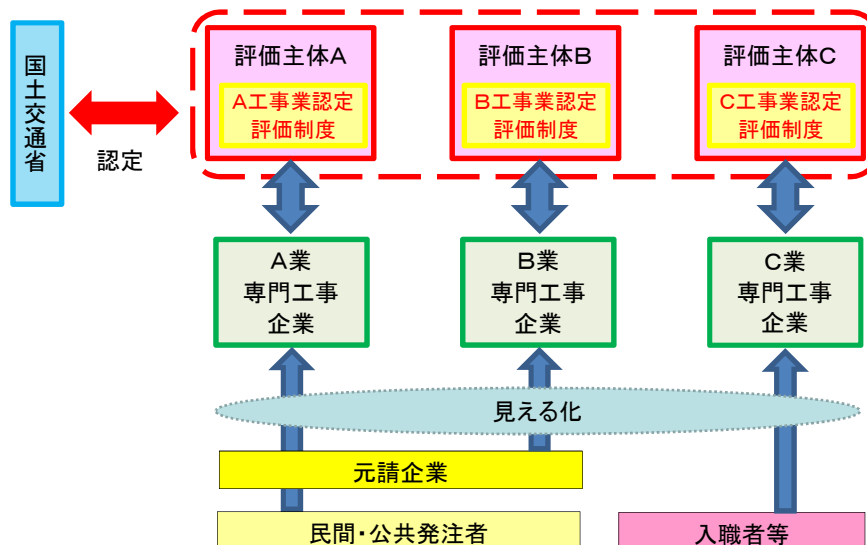 国土交通省
認定
評価主体A
A工事業認定
評価制度
評価主体B
B工事業認定
評価制度
評価主体C
C工事業認定
評価制度
A業
専門工事
企業
B業
専門工事
企業
C業
専門工事
企業
見える化
元請企業
民間・公共発注者
入職者等